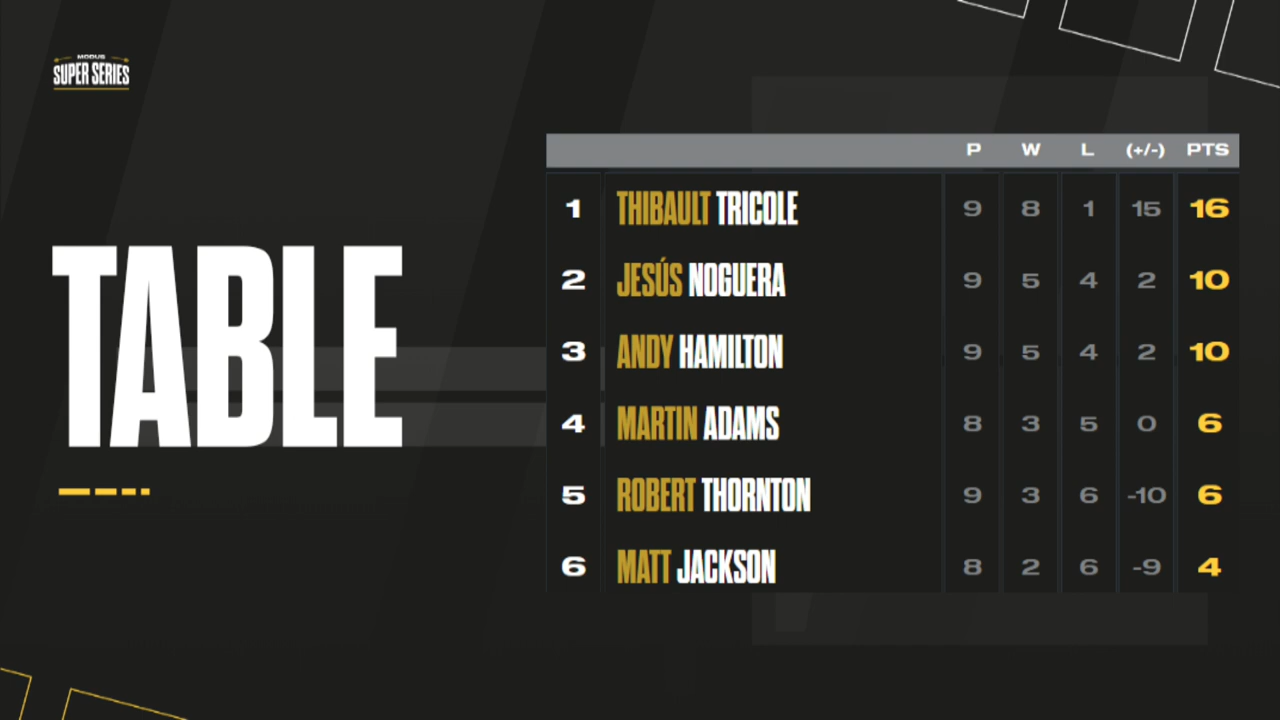 MODUS
SUPER SERIES
TABLE
P W L (+/-) PTS
1 THIBAULT TRICOLE 9 8 1 15 16
2 JESÚS NOGUERA 9 5 4 2 10
3 ANDY HAMILTON 9 5 4 2 10
4 MARTIN ADAMS 8 3 5 0 6
5 ROBERT THORNTON 9 3 6 -10 6
6 MATT JACKSON 8 2 6 -9 4